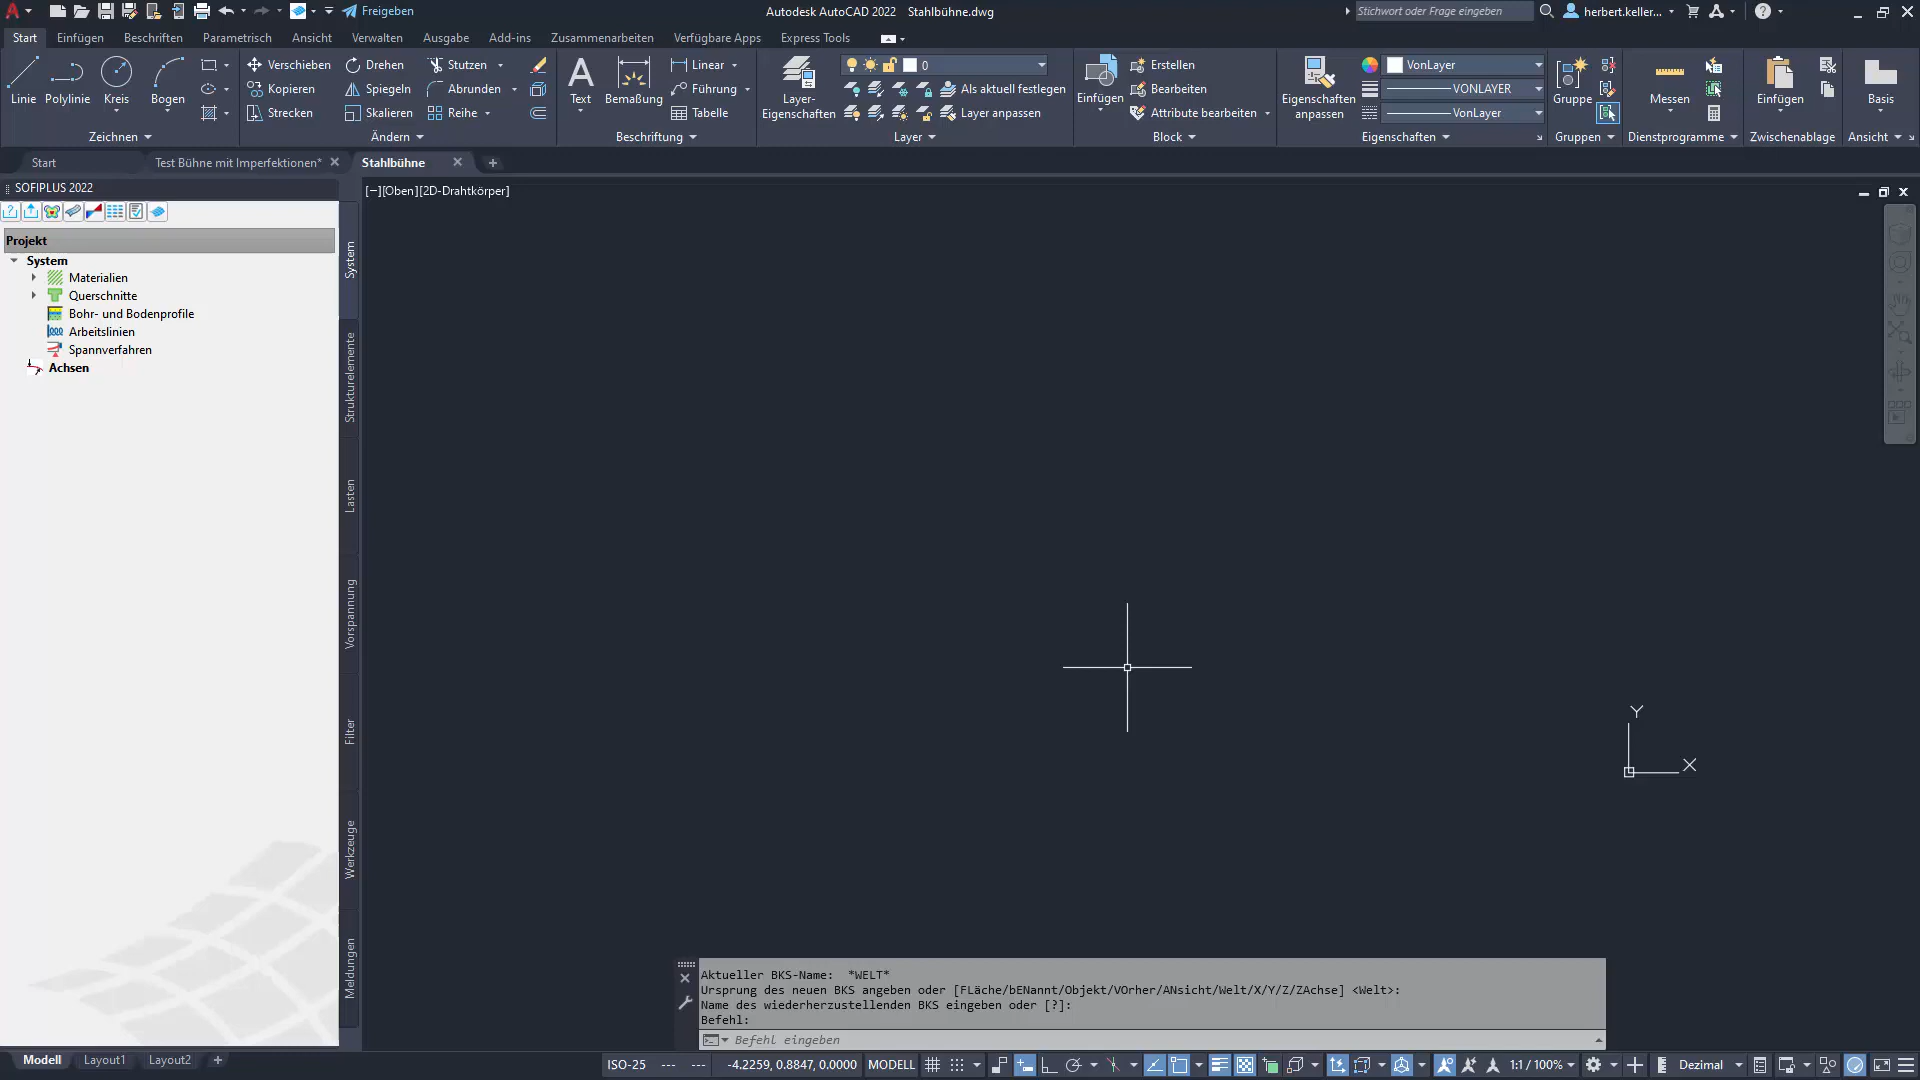 Freigeben
Autodesk AutoCAD 2022 Stahlbühne.dwg
Stichwort oder Frage eingeben
herbert.keller...
Start Einfügen Beschriften Parametrisch Ansicht Verwalten Ausgabe Add-ins Zusammenarbeiten Verfügbare Apps Express Tools
Linie Polylinie Kreis Bogen
Zeichnen
Verschieben Drehen Stutzen
Kopieren Spiegeln Abrunden
Strecken Skalieren Reihe
Ändern
Text Bemaßung
Linear
Führung
Tabelle
Beschriftung
Layer-
Eigenschaften
0
Als aktuell festlegen
Layer anpassen
Layer
Einfügen
Erstellen
Bearbeiten
Attribute bearbeiten
Block
Eigenschaften
anpassen
VonLayer
VONLAYER
VonLayer
Eigenschaften
Gruppe
Gruppen
Messen
Dienstprogramme
Einfügen
Zwischenablage
Basis
Ansicht
Start Test Bühne mit Imperfektionen* Stahlbühne
SOFIPLUS 2022
Projekt
System
Materialien
Querschnitte
Bohr- und Bodenprofile
Arbeitslinien
Spannverfahren
Achsen
System
Strukturelemente
Lasten
Vorspannung
Filter
Werkzeuge
Meldungen
[−][Oben][2D-Drahtkörper]
Y
X
Aktueller BKS-Name: *WELT*
Ursprung des neuen BKS angeben oder [FLäche/bENannt/Objekt/VOrher/ANsicht/Welt/X/Y/Z/ZAchse] <Welt>:
Name des wiederherzustellenden BKS eingeben oder [?]:
Befehl:
Befehl eingeben
Modell Layout1 Layout2 +
ISO-25 --- --- -4.2259, 0.8847, 0.0000 MODELL 1:1 / 100% Dezimal